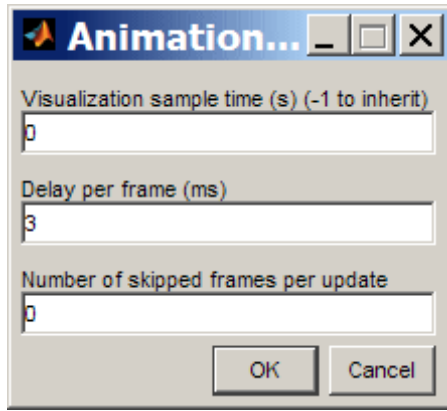 Animation...
Visualization sample time (s) (-1 to inherit)
0
Delay per frame (ms)
3
Number of skipped frames per update
0
OK Cancel